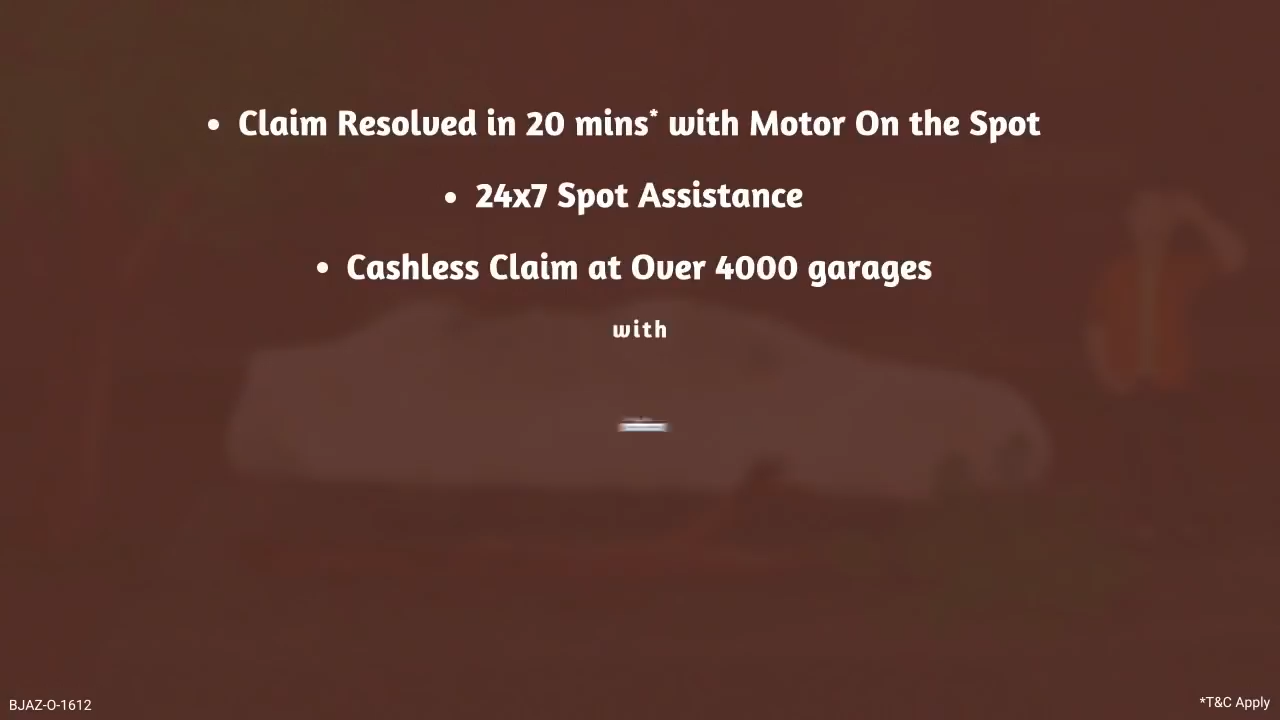 • Claim Resolved in 20 mins* with Motor On the Spot
• 24x7 Spot Assistance
• Cashless Claim at Over 4000 garages
with
BJAZ-O-1612
*T&C Apply